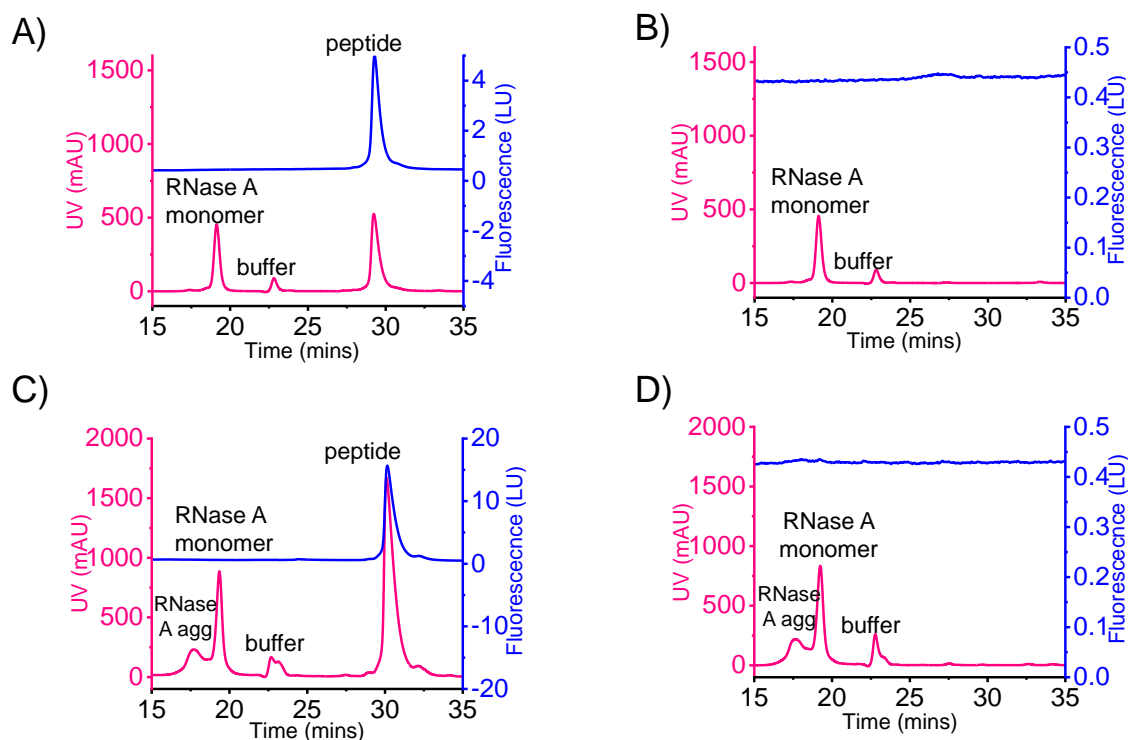 A)
peptide
1500
1000
500
0
UV (mAU)
4
2
0
-2
-4
Fluorescecnce (LU)
RNase A
monomer
buffer
15 20 25 30 35
Time (mins)
B)
1500
1000
500
0
UV (mAU)
0.5
0.4
0.3
0.2
0.1
0.0
Fluorescecnce (LU)
RNase A
monomer
buffer
15 20 25 30 35
Time (mins)
C)
peptide
2000
1500
1000
500
0
UV (mAU)
20
10
0
-10
-20
Fluorescecnce (LU)
RNase A
monomer
RNase
A agg
buffer
15 20 25 30 35
Time (mins)
D)
2000
1500
1000
500
0
UV (mAU)
0.5
0.4
0.3
0.2
0.1
0.0
Fluorescecnce (LU)
RNase A
monomer
RNase
A agg
buffer
15 20 25 30 35
Time (mins)